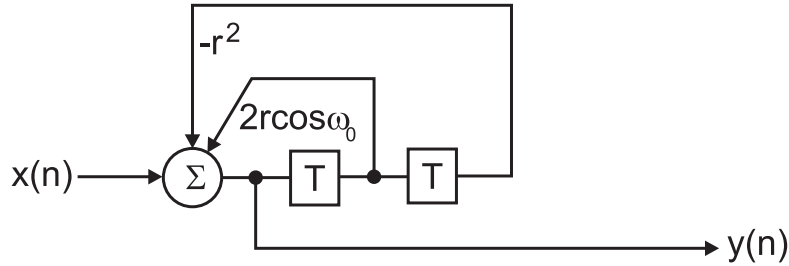 -r²
2rcosω₀
x(n)
Σ
T
T
y(n)